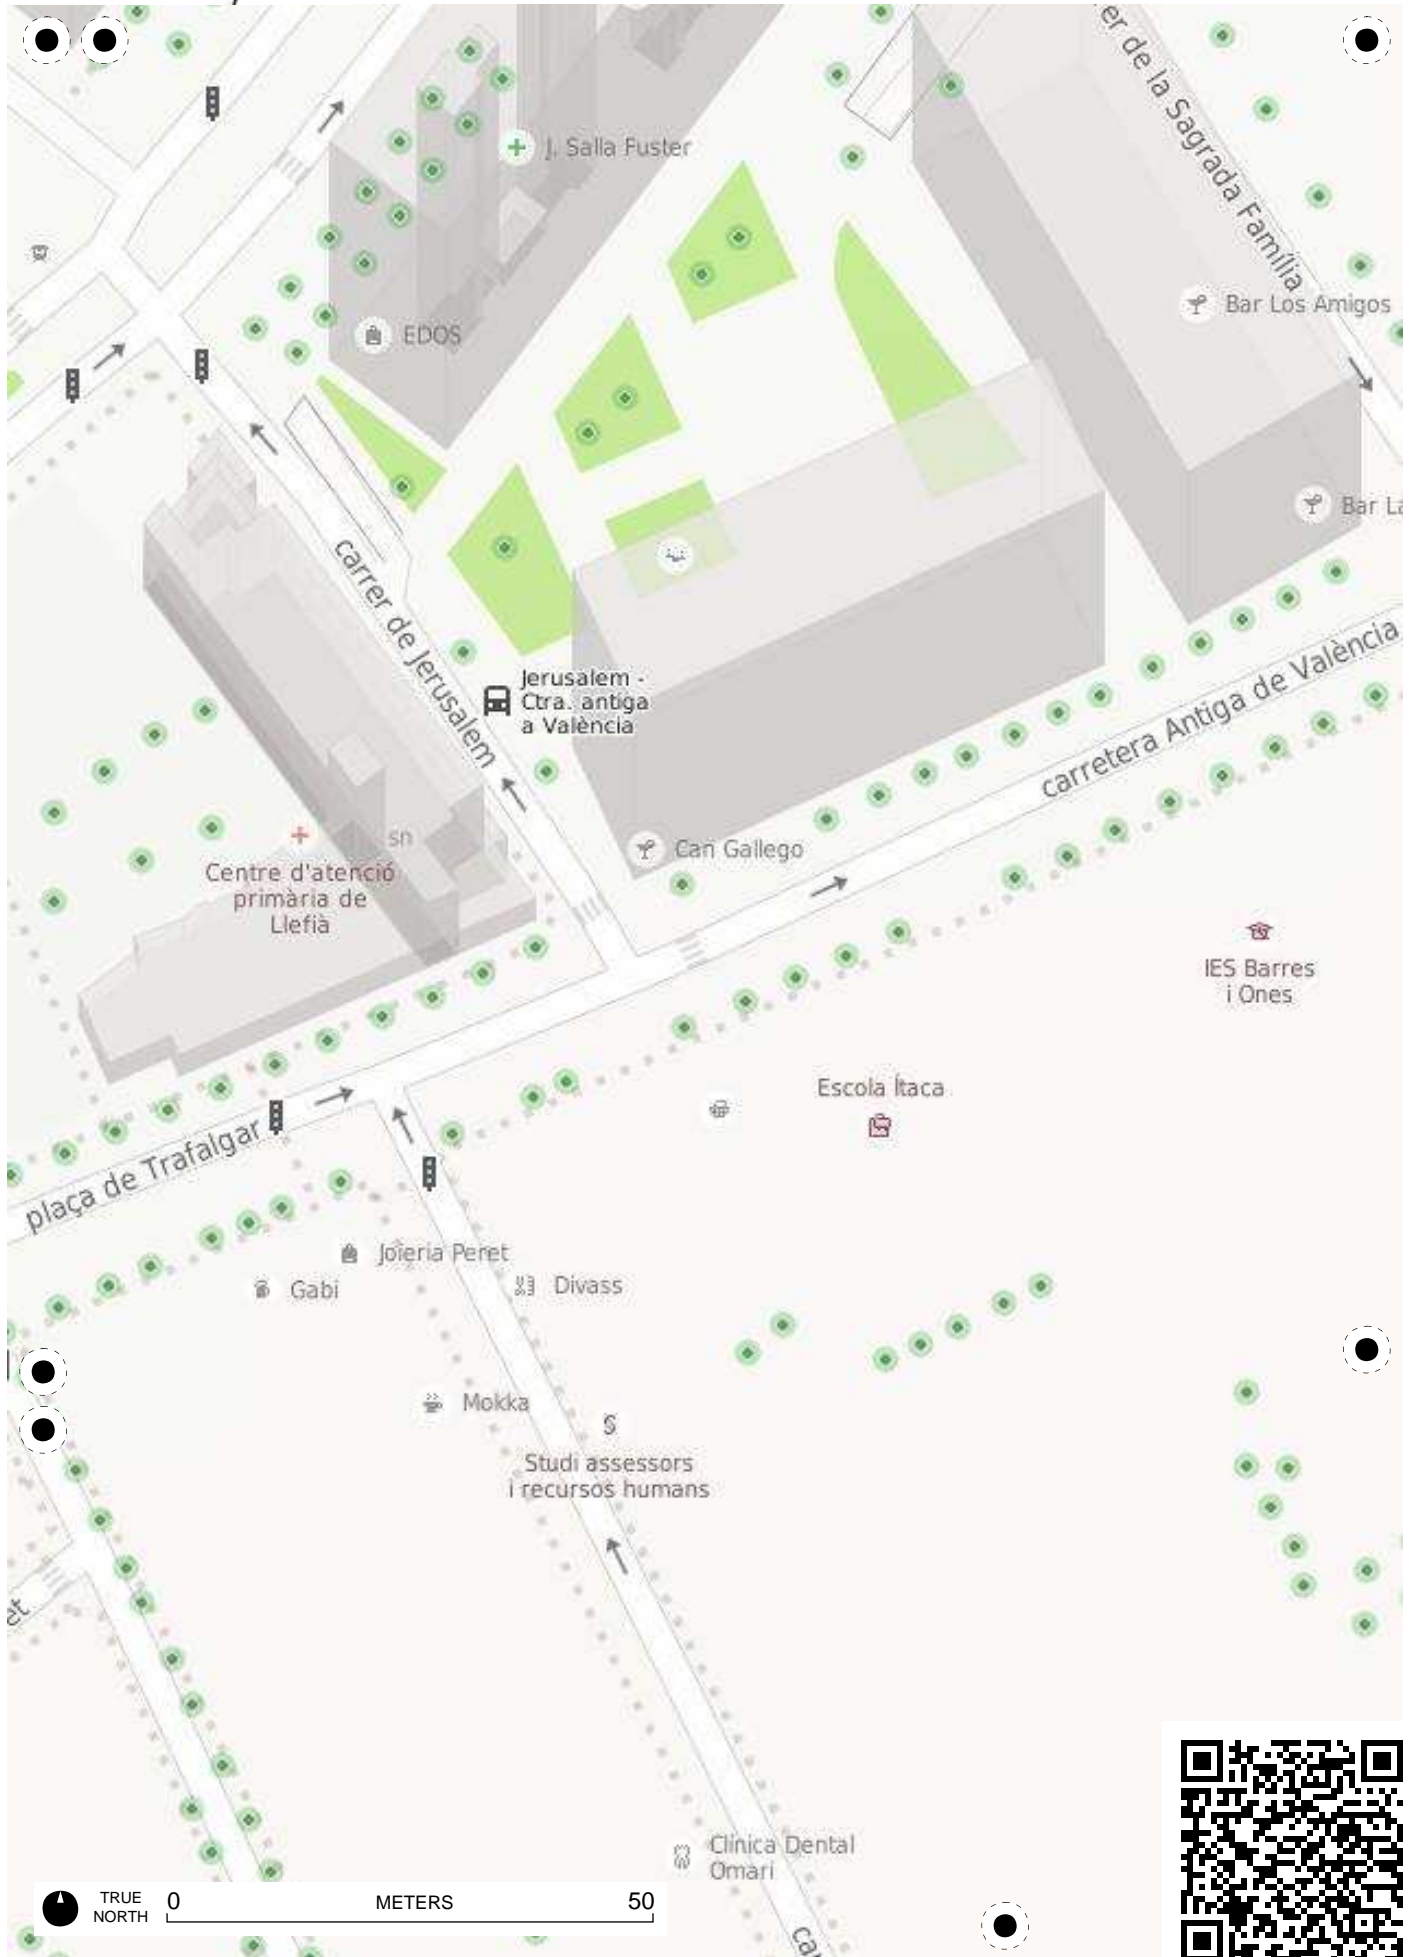 er de la Sagrada Família
J. Salla Fuster
Bar Los Amigos
EDOS
Bar La
carrer de Jerusalem
Jerusalem -
Ctra. antiga
a València
carretera Antiga de València
sn
Can Gallego
Centre d'atenció
primària de
Llefià
IES Barres
i Ones
Escola Ítaca
plaça de Trafalgar
Joieria Peret
Gabi
Divass
Mokka
Studi assessors
i recursos humans
et
Clínica Dental
Omari
TRUE
NORTH
0 METERS 50